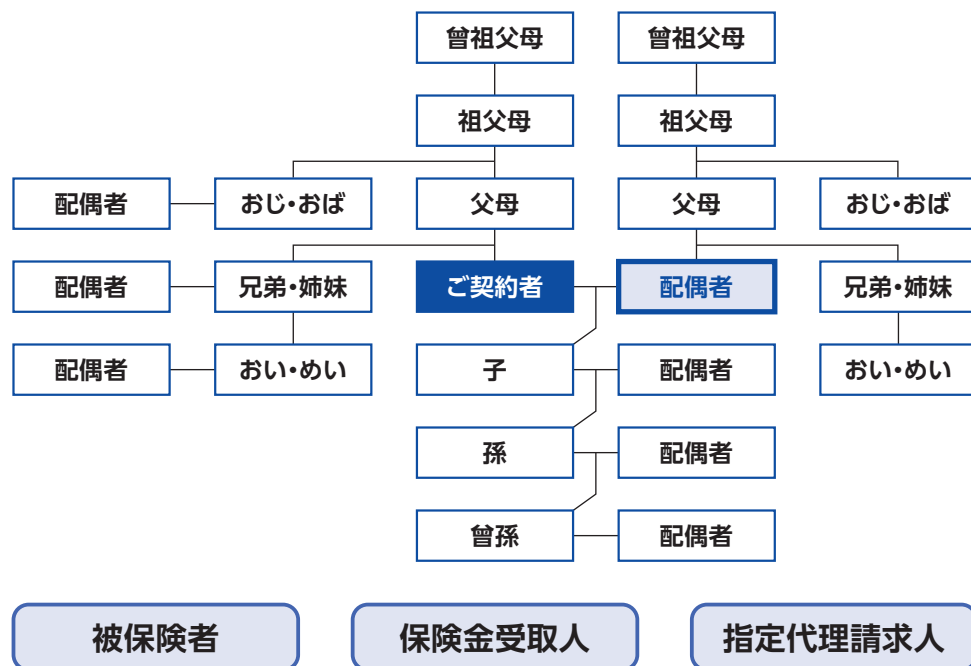 曾祖父母
曾祖父母
祖父母
祖父母
配偶者
おじ・おば
父母
父母
おじ・おば
配偶者
兄弟・姉妹
ご契約者
配偶者
兄弟・姉妹
配偶者
おい・めい
子
配偶者
おい・めい
孫
配偶者
曾孫
配偶者
被保険者
保険金受取人
指定代理請求人